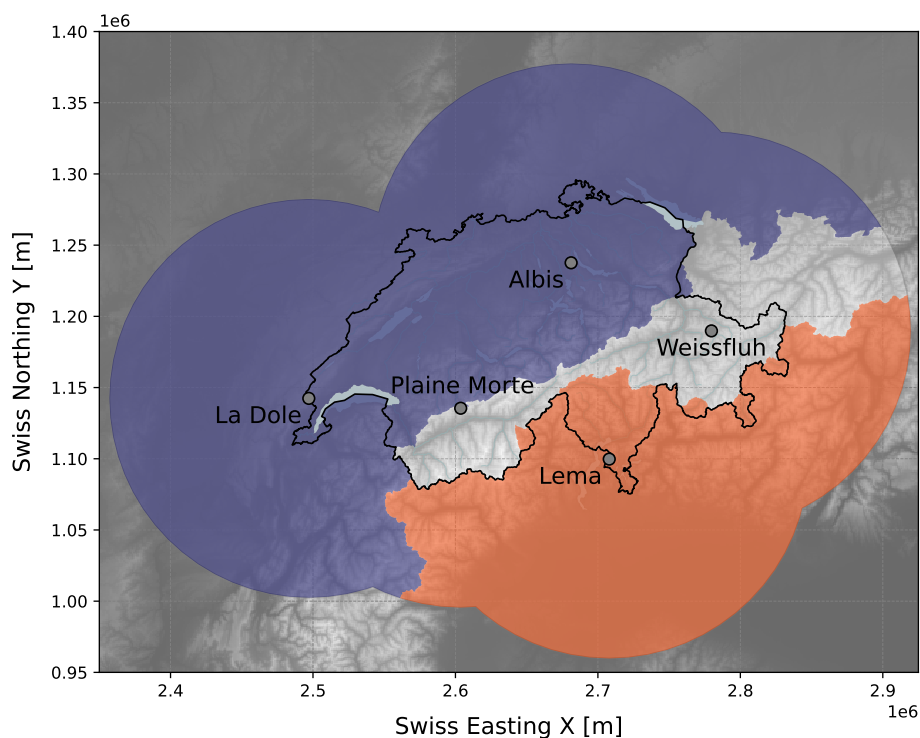 1e6
1.40
1.35
1.30
1.25
1.20
1.15
1.10
1.05
1.00
0.95
Swiss Northing Y [m]
Albis
Weissfluh
Plaine Morte
La Dole
Lema
2.4 2.5 2.6 2.7 2.8 2.9
1e6
Swiss Easting X [m]